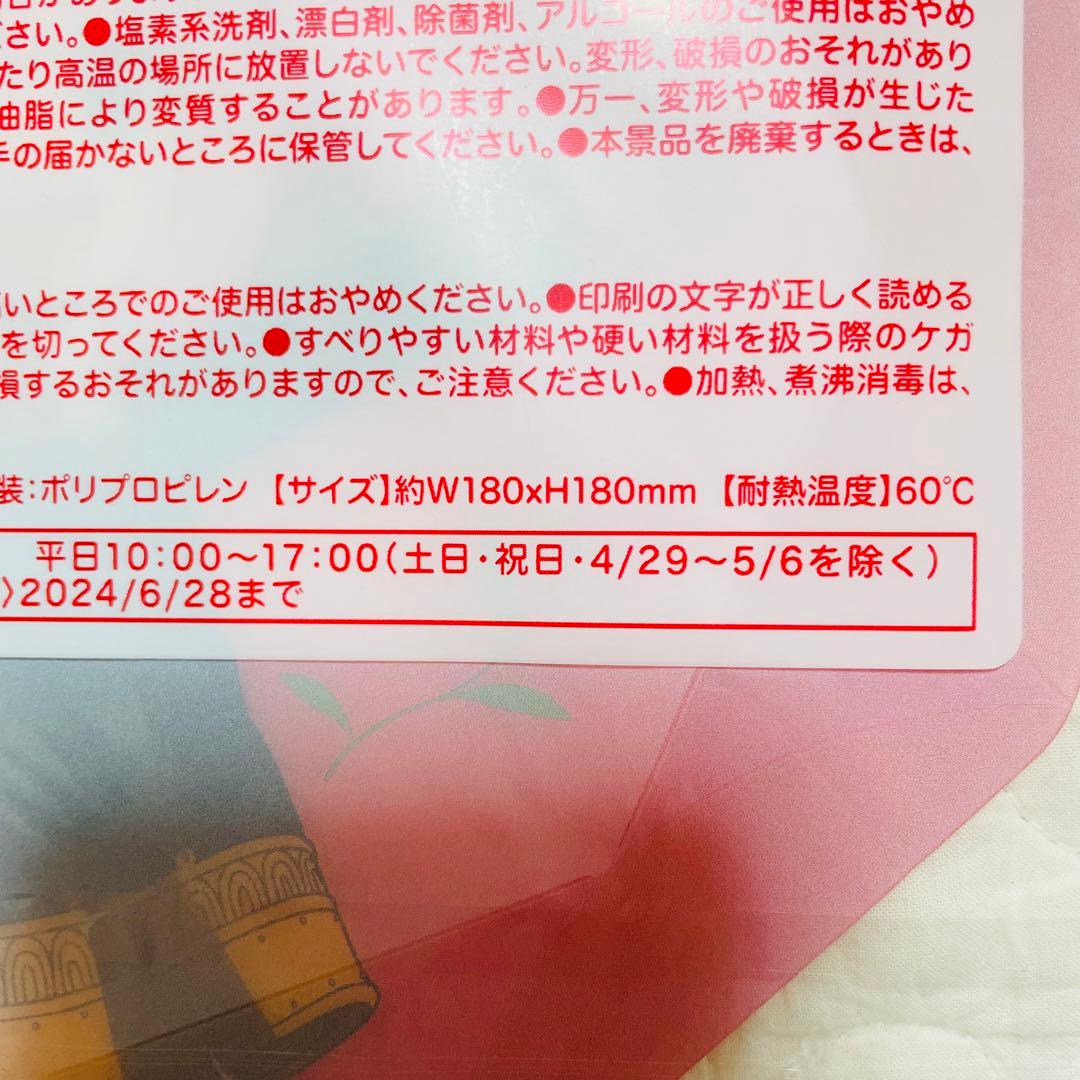 ださい。●塩素系洗剤、漂白剤、除菌剤、アルコールのご使用はおやめ
たり高温の場所に放置しないでください。変形、破損のおそれがあり
油脂により変質することがあります。●万一、変形や破損が生じた
手の届かないところに保管してください。●本景品を廃棄するときは、
いところでのご使用はおやめください。●印刷の文字が正しく読める
を切ってください。●すべりやすい材料や硬い材料を扱う際のケガ
損するおそれがありますので、ご注意ください。●加熱、煮沸消毒は、
装:ポリプロピレン 【サイズ】約W180xH180mm 【耐熱温度】60℃
平日10:00～17:00(土日・祝日・4/29～5/6を除く)
〉2024/6/28まで